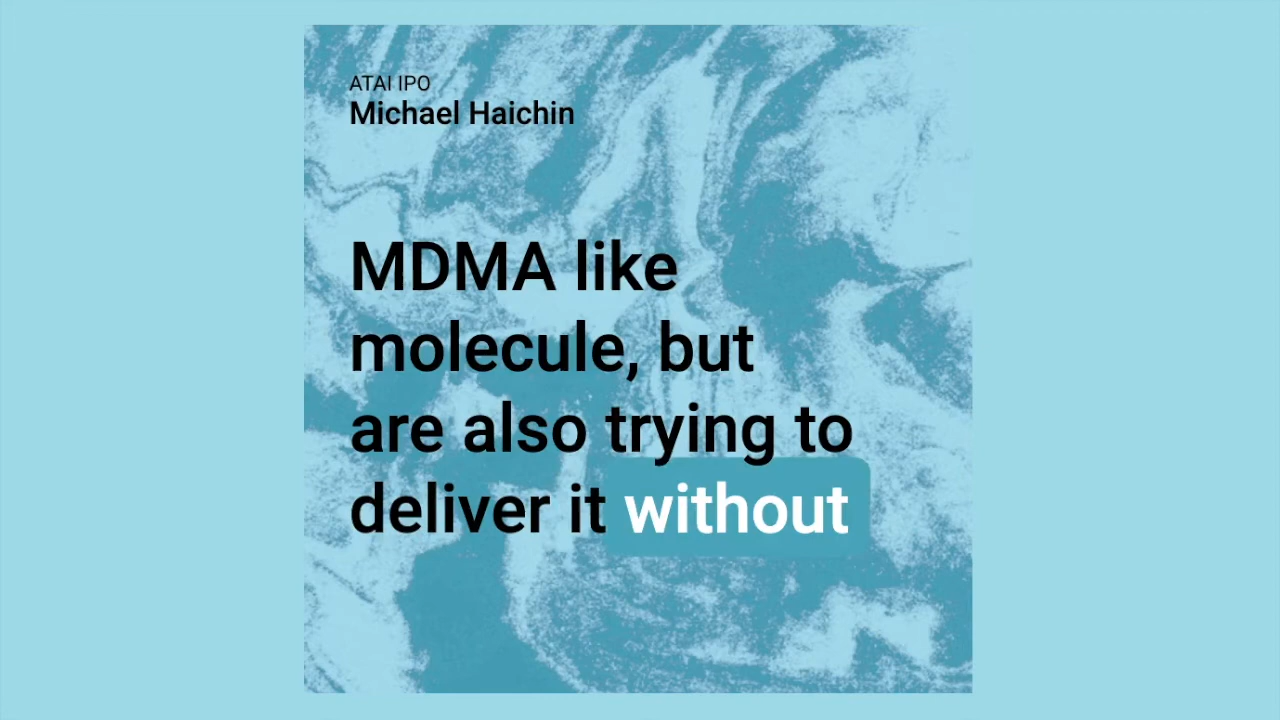 ATAI IPO
Michael Haichin
MDMA like
molecule, but
are also trying to
deliver it without